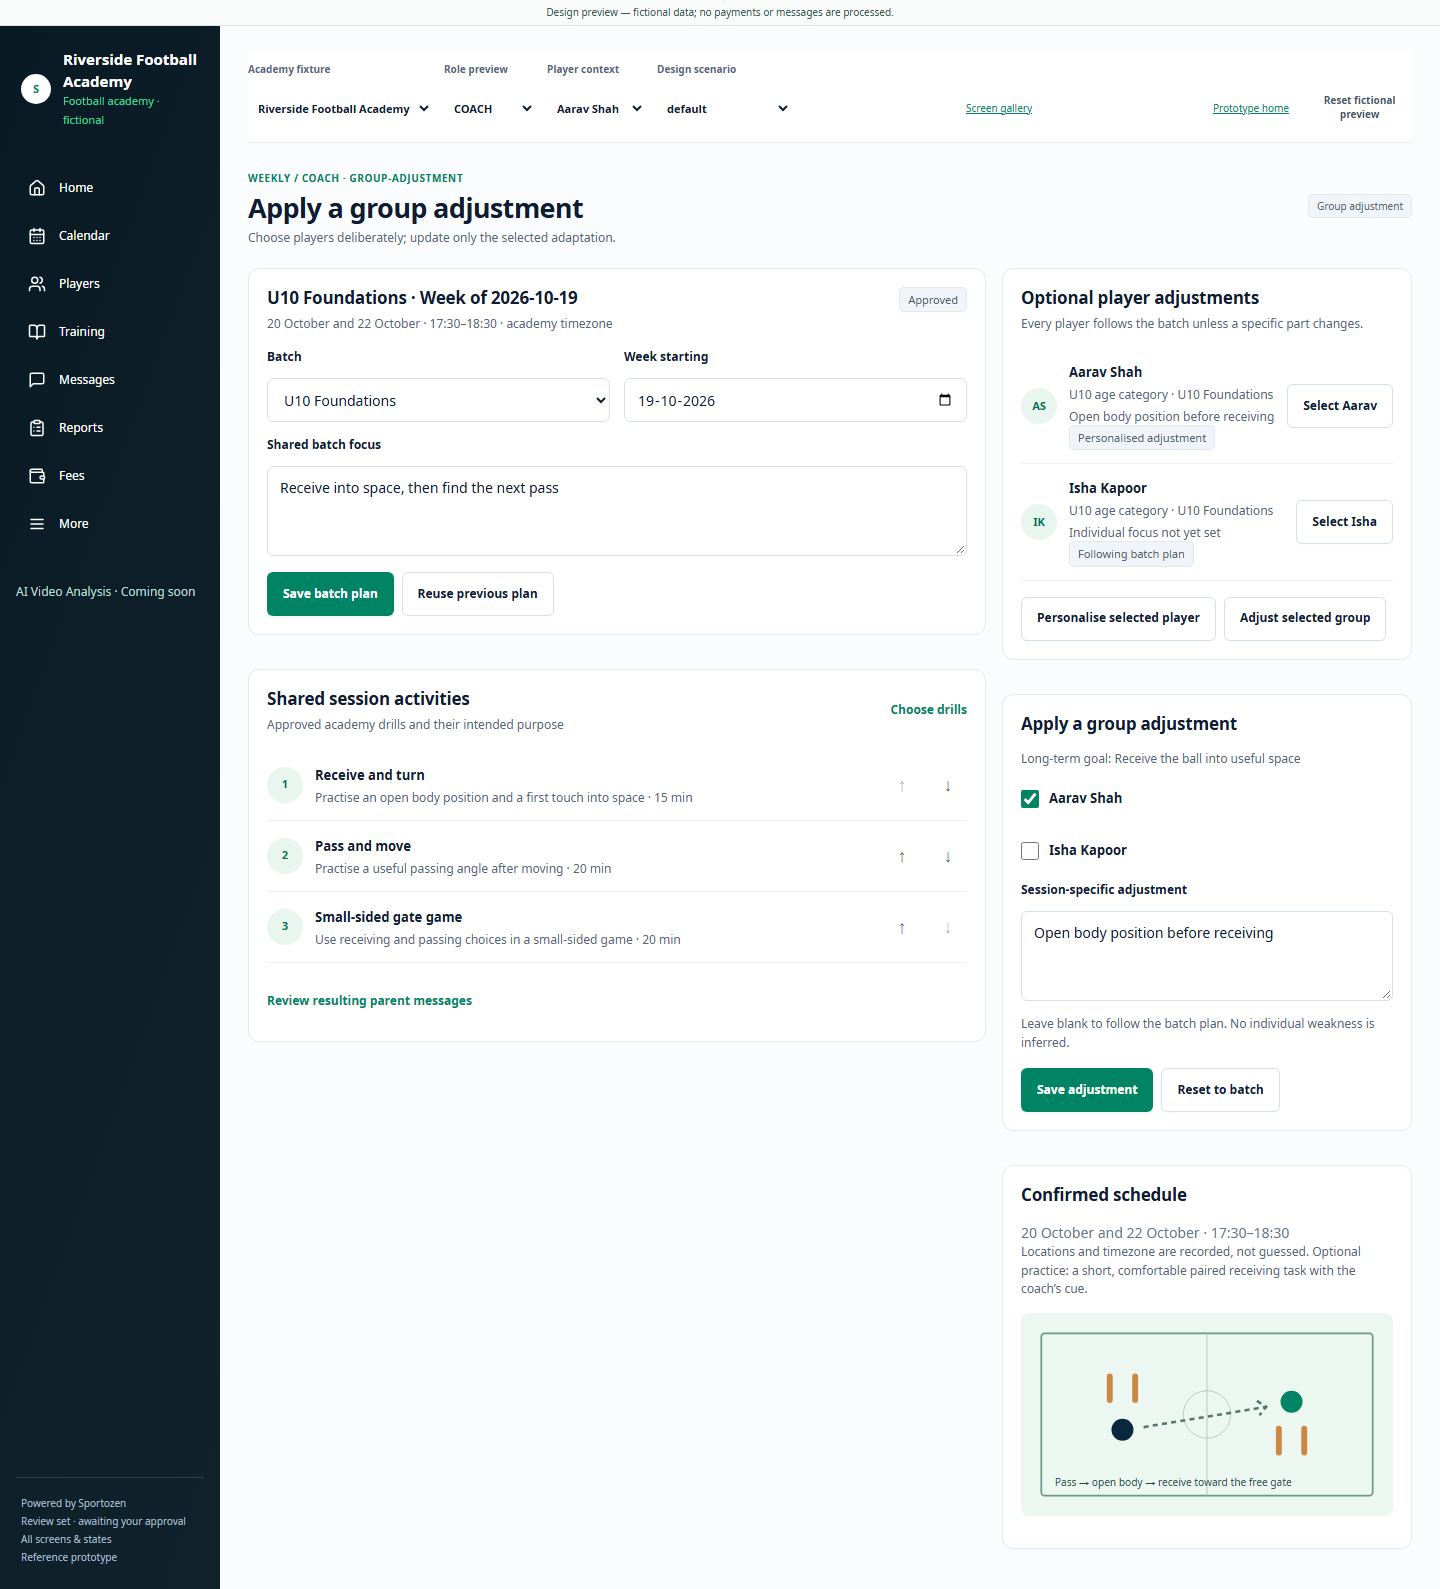 Design preview — fictional data; no payments or messages are processed.
S
Riverside Football
Academy
Football academy ·
fictional
Home
Calendar
Players
Training
Messages
Reports
Fees
More
AI Video Analysis · Coming soon
Powered by Sportozen
Review set · awaiting your approval
All screens & states
Reference prototype
Academy fixture
Role preview
Player context
Design scenario
Riverside Football Academy
COACH
Aarav Shah
default
Screen gallery
Prototype home
Reset fictional
preview
WEEKLY / COACH · GROUP-ADJUSTMENT
Apply a group adjustment
Choose players deliberately; update only the selected adaptation.
Group adjustment
U10 Foundations · Week of 2026-10-19
20 October and 22 October · 17:30–18:30 · academy timezone
Approved
Batch
Week starting
U10 Foundations
19-10-2026
Shared batch focus
Receive into space, then find the next pass
Save batch plan
Reuse previous plan
Shared session activities
Approved academy drills and their intended purpose
Choose drills
1
Receive and turn
Practise an open body position and a first touch into space · 15 min
↑ ↓
2
Pass and move
Practise a useful passing angle after moving · 20 min
↑ ↓
3
Small-sided gate game
Use receiving and passing choices in a small-sided game · 20 min
↑ ↓
Review resulting parent messages
Optional player adjustments
Every player follows the batch unless a specific part changes.
AS
Aarav Shah
U10 age category · U10 Foundations
Open body position before receiving
Personalised adjustment
Select Aarav
IK
Isha Kapoor
U10 age category · U10 Foundations
Individual focus not yet set
Following batch plan
Select Isha
Personalise selected player
Adjust selected group
Apply a group adjustment
Long-term goal: Receive the ball into useful space
Aarav Shah
Isha Kapoor
Session-specific adjustment
Open body position before receiving
Leave blank to follow the batch plan. No individual weakness is
inferred.
Save adjustment
Reset to batch
Confirmed schedule
20 October and 22 October · 17:30–18:30
Locations and timezone are recorded, not guessed. Optional
practice: a short, comfortable paired receiving task with the
coach’s cue.
Pass → open body → receive toward the free gate